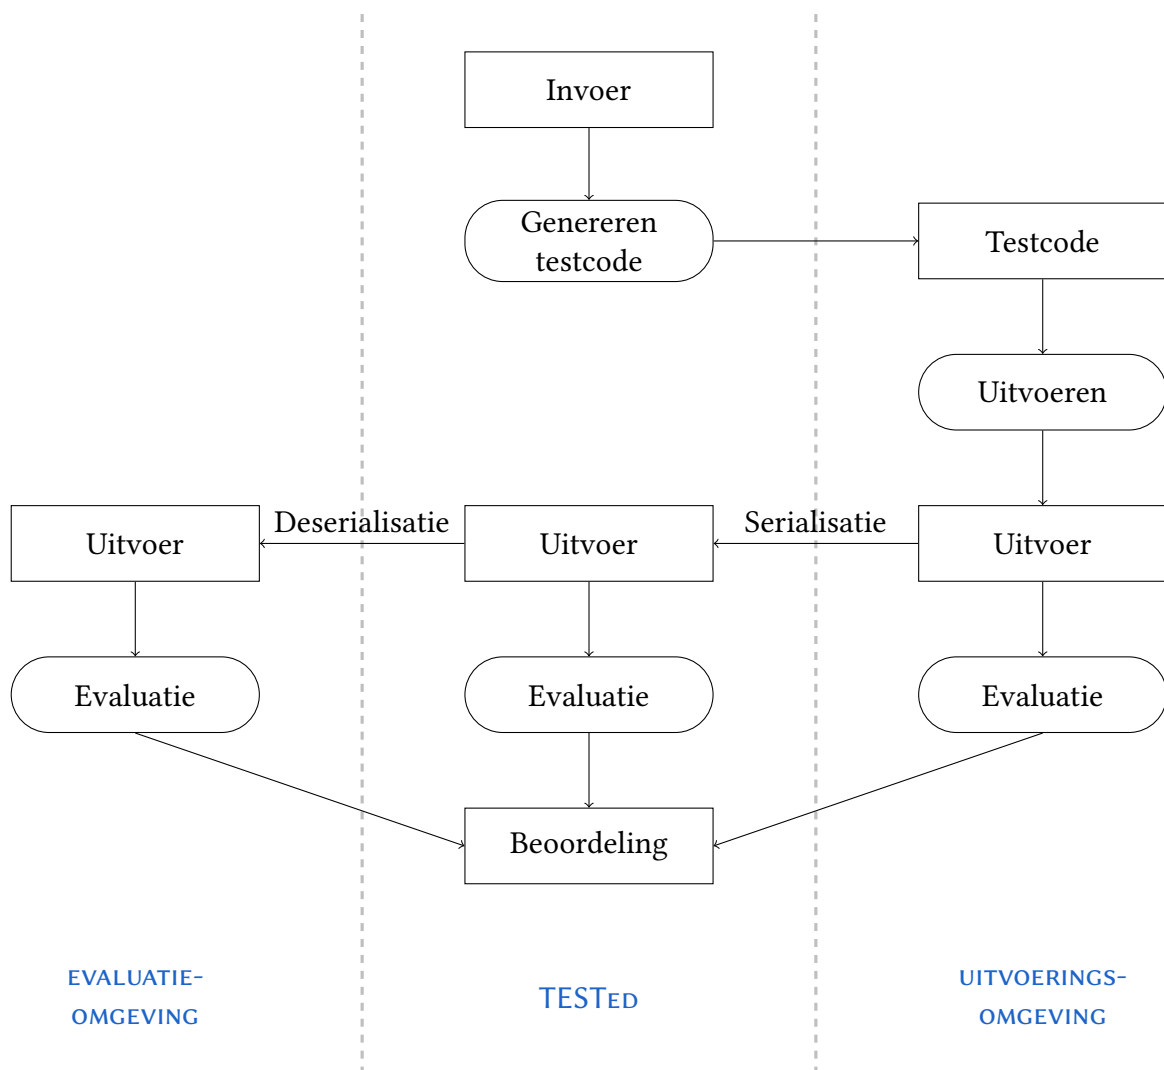 Invoer
Genereren
testcode
Testcode
Uitvoeren
Deserialisatie
Serialisatie
Uitvoer
Uitvoer
Uitvoer
Evaluatie
Evaluatie
Evaluatie
Beoordeling
EVALUATIE-
OMGEVING
TESTED
UITVOERINGS-
OMGEVING